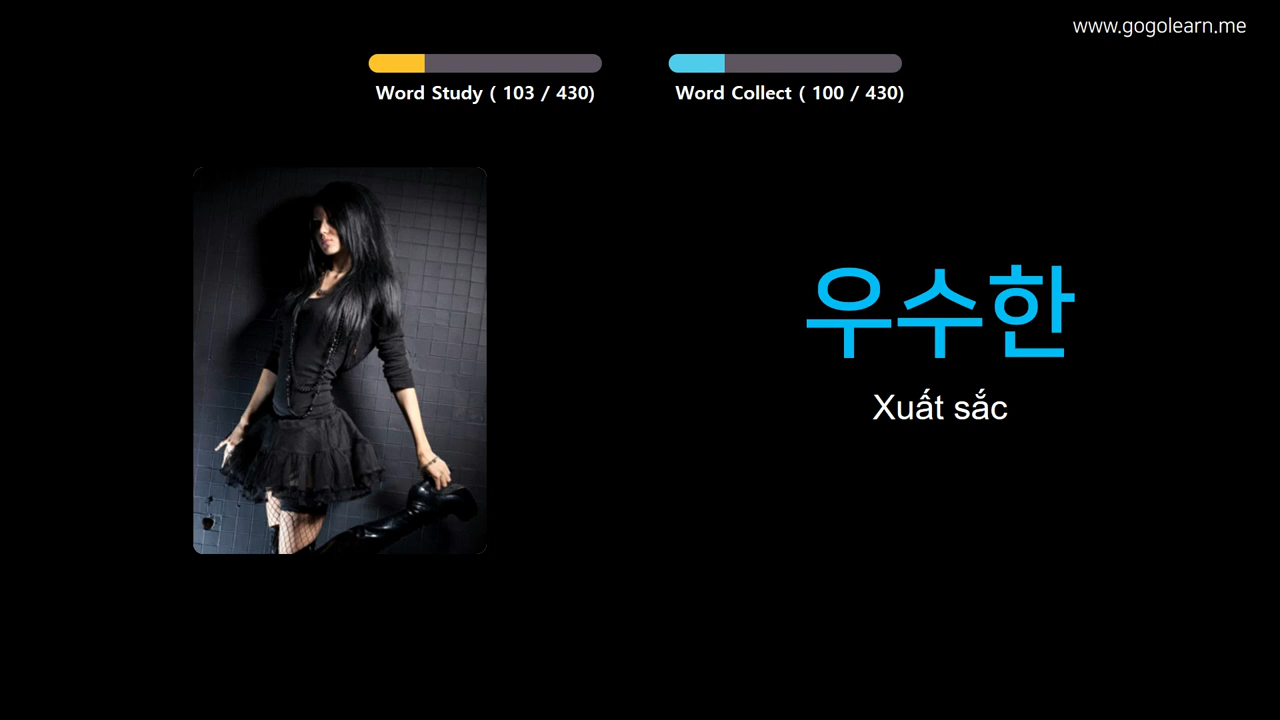 www.gogolearn.me
Word Study ( 103 / 430)
Word Collect ( 100 / 430)
우수한
Xuất sắc